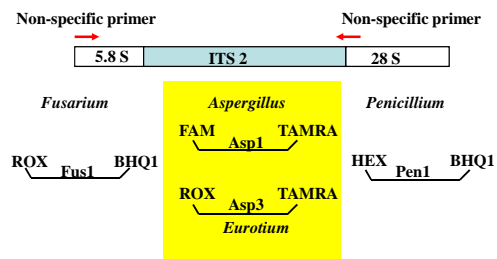 Non-specific primer Non-specific primer
5.8 S ITS 2 28 S
Fusarium Aspergillus Penicillium
FAM Asp1 TAMRA
ROX Fus1 BHQ1
HEX Pen1 BHQ1
ROX Asp3 TAMRA
Eurotium